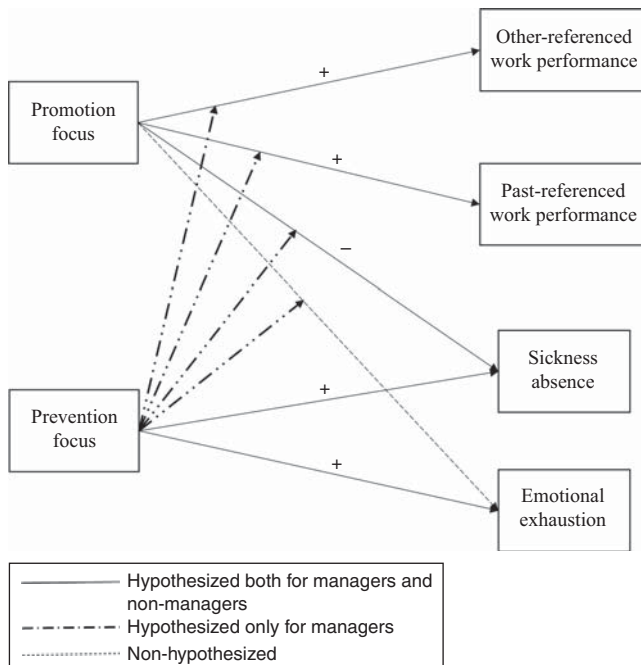 Other-referenced
work performance
+
Promotion
focus
+
Past-referenced
work performance
–
Sickness
absence
+
Prevention
focus
+
Emotional
exhaustion
Hypothesized both for managers and
non-managers
Hypothesized only for managers
Non-hypothesized